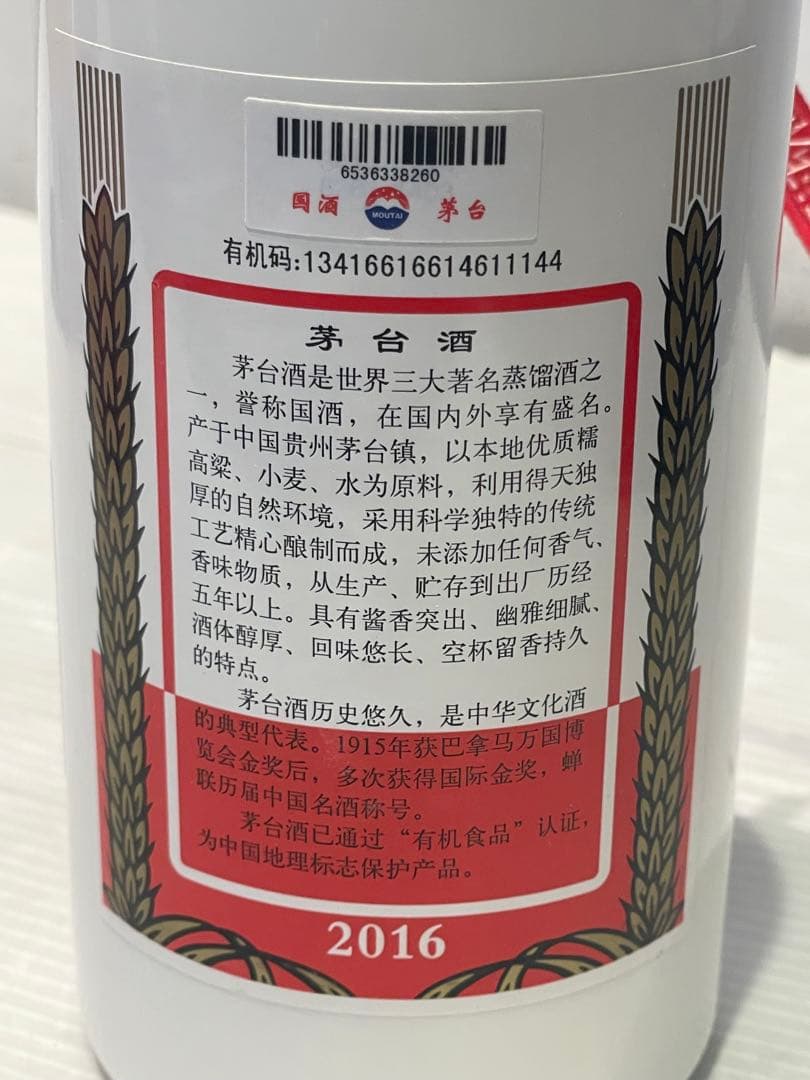 6536338260
国酒 MOUTAI 茅台
有机码:13416616614611144
茅台酒
茅台酒是世界三大著名蒸馏酒之
一，誉称国酒，在国内外享有盛名。
产于中国贵州茅台镇，以本地优质糯
高粱、小麦、水为原料，利用得天独
厚的自然环境，采用科学独特的传统
工艺精心酿制而成，未添加任何香气、
香味物质，从生产、贮存到出厂历经
五年以上。具有酱香突出、幽雅细腻、
酒体醇厚、回味悠长、空杯留香持久
的特点。
茅台酒历史悠久，是中华文化酒
的典型代表。1915年获巴拿马万国博
览会金奖后，多次获得国际金奖，蝉
联历届中国名酒称号。
茅台酒已通过“有机食品”认证，
为中国地理标志保护产品。
2016